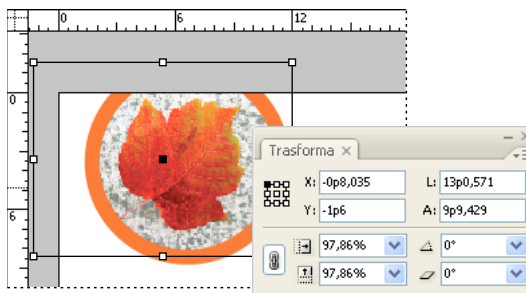 0 6 12
0
6
Trasforma ×
X: -0p8,035 L: 13p0,571
Y: -1p6 A: 9p9,429
97,86% 0°
97,86% 0°